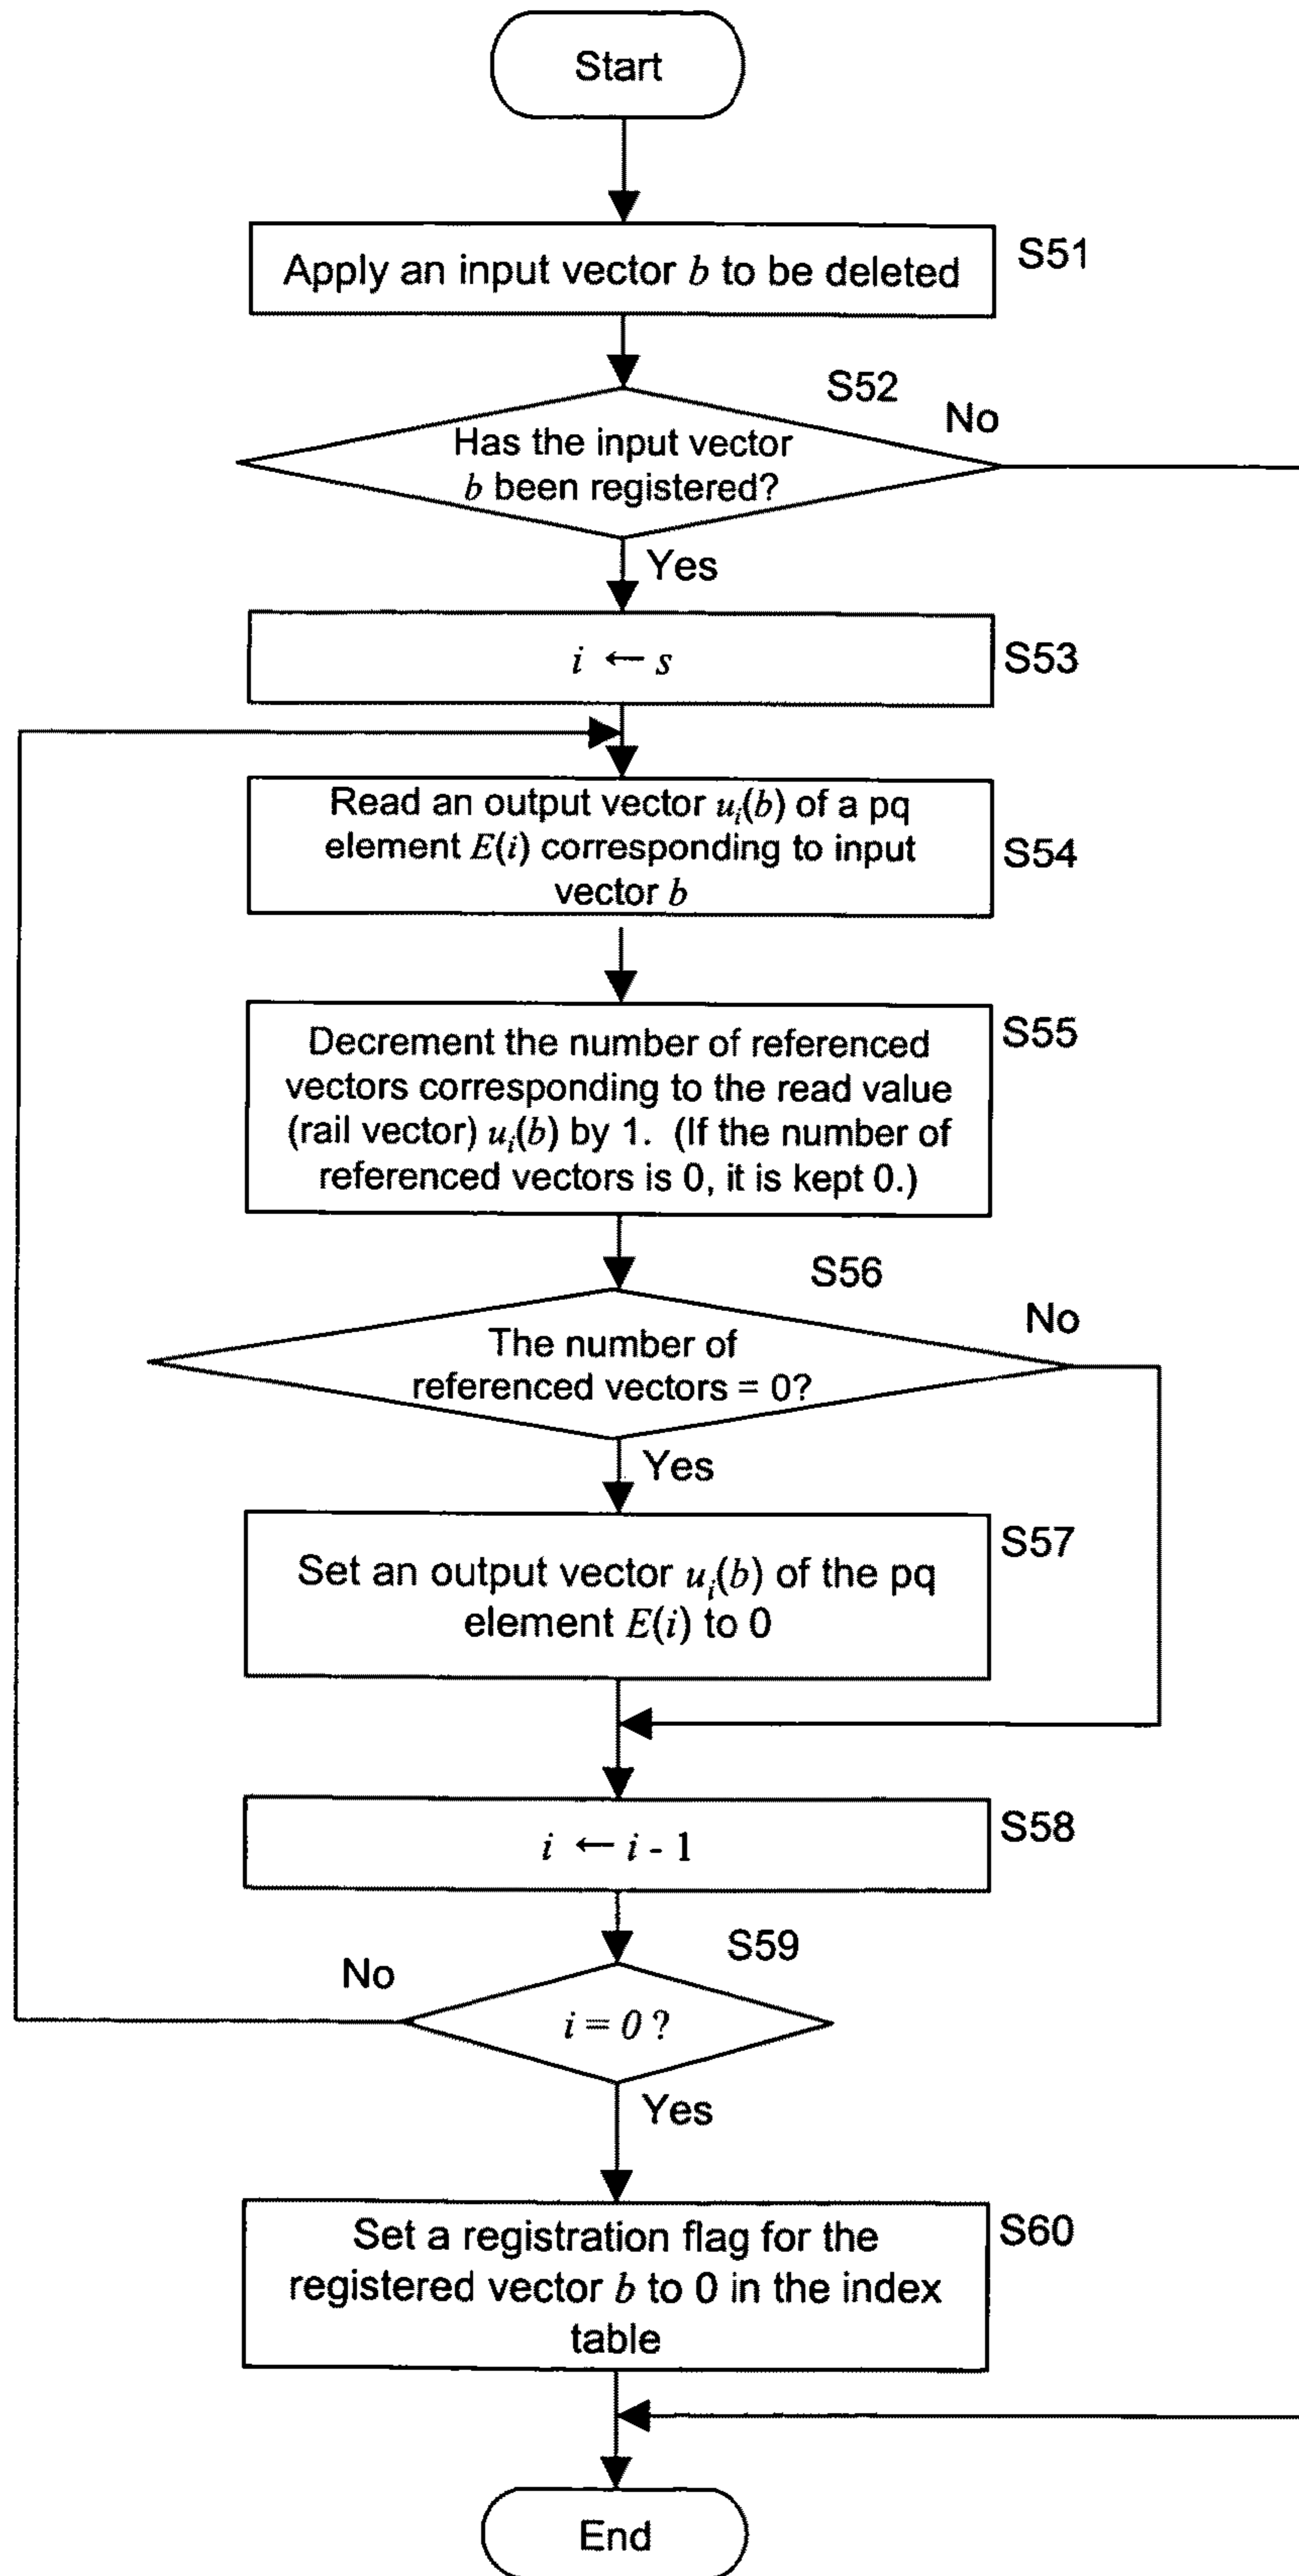 Start
Apply an input vector b to be deleted
S51
S52
No
Has the input vector
b been registered?
Yes
i ← s
S53
Read an output vector uᵢ(b) of a pq
element E(i) corresponding to input
vector b
S54
Decrement the number of referenced
vectors corresponding to the read value
(rail vector) uᵢ(b) by 1. (If the number of
referenced vectors is 0, it is kept 0.)
S55
S56
No
The number of
referenced vectors = 0?
Yes
Set an output vector uᵢ(b) of the pq
element E(i) to 0
S57
i ← i - 1
S58
S59
No
i = 0 ?
Yes
Set a registration flag for the
registered vector b to 0 in the index
table
S60
End